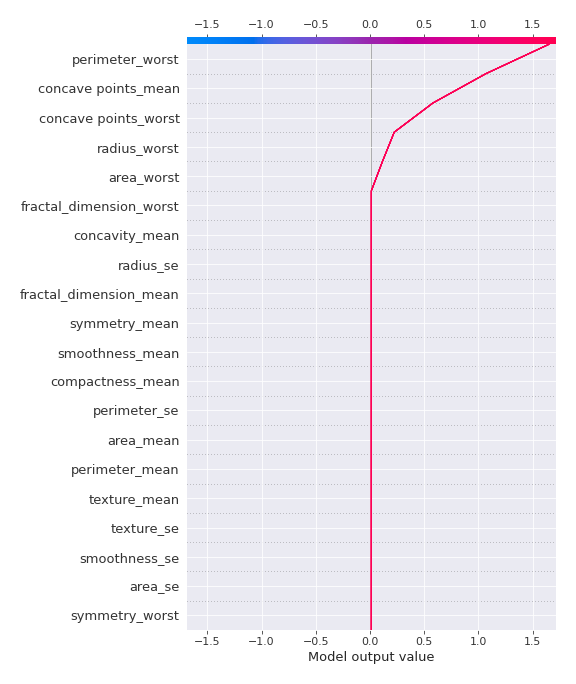 −1.5 −1.0 −0.5 0.0 0.5 1.0 1.5
perimeter_worst
concave points_mean
concave points_worst
radius_worst
area_worst
fractal_dimension_worst
concavity_mean
radius_se
fractal_dimension_mean
symmetry_mean
smoothness_mean
compactness_mean
perimeter_se
area_mean
perimeter_mean
texture_mean
texture_se
smoothness_se
area_se
symmetry_worst
−1.5 −1.0 −0.5 0.0 0.5 1.0 1.5
Model output value